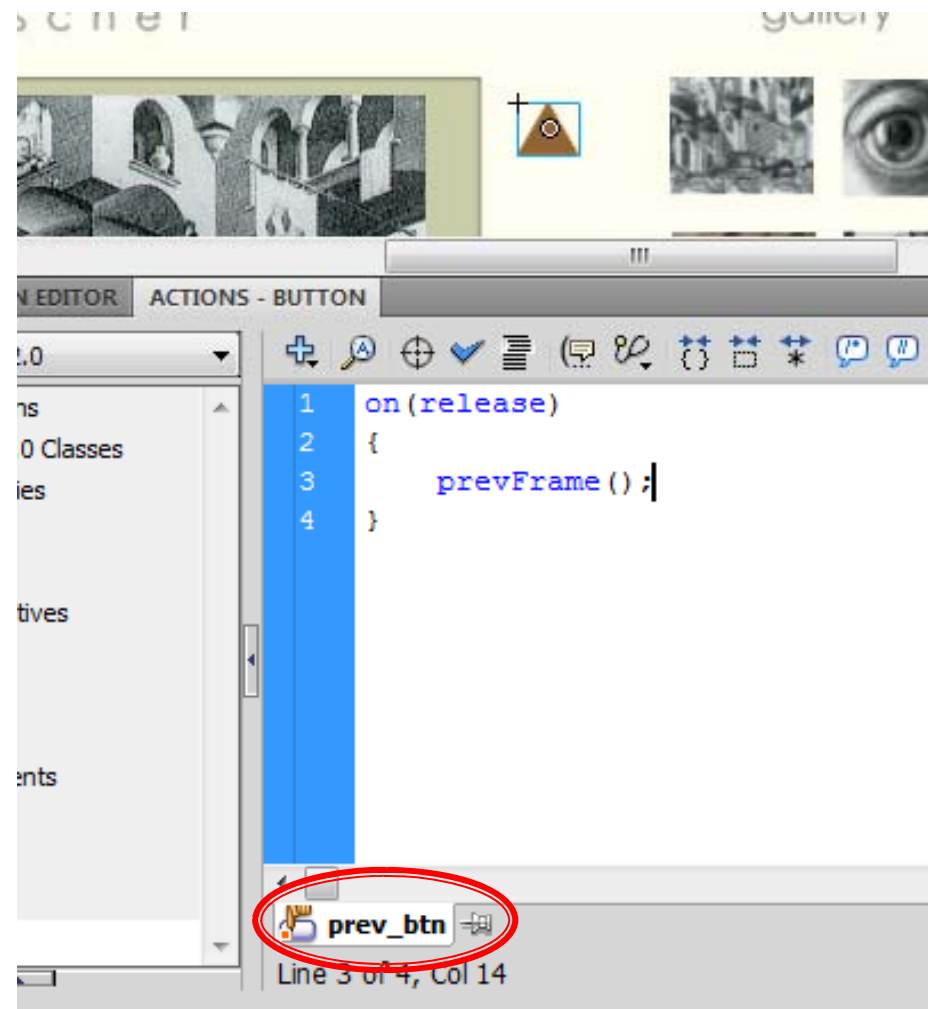 gallery
N EDITOR ACTIONS - BUTTON
2.0
ns
.0 Classes
ies
tives
ents
1 on(release)
2 {
3 prevFrame();
4 }
prev_btn
Line 3 of 4, Col 14